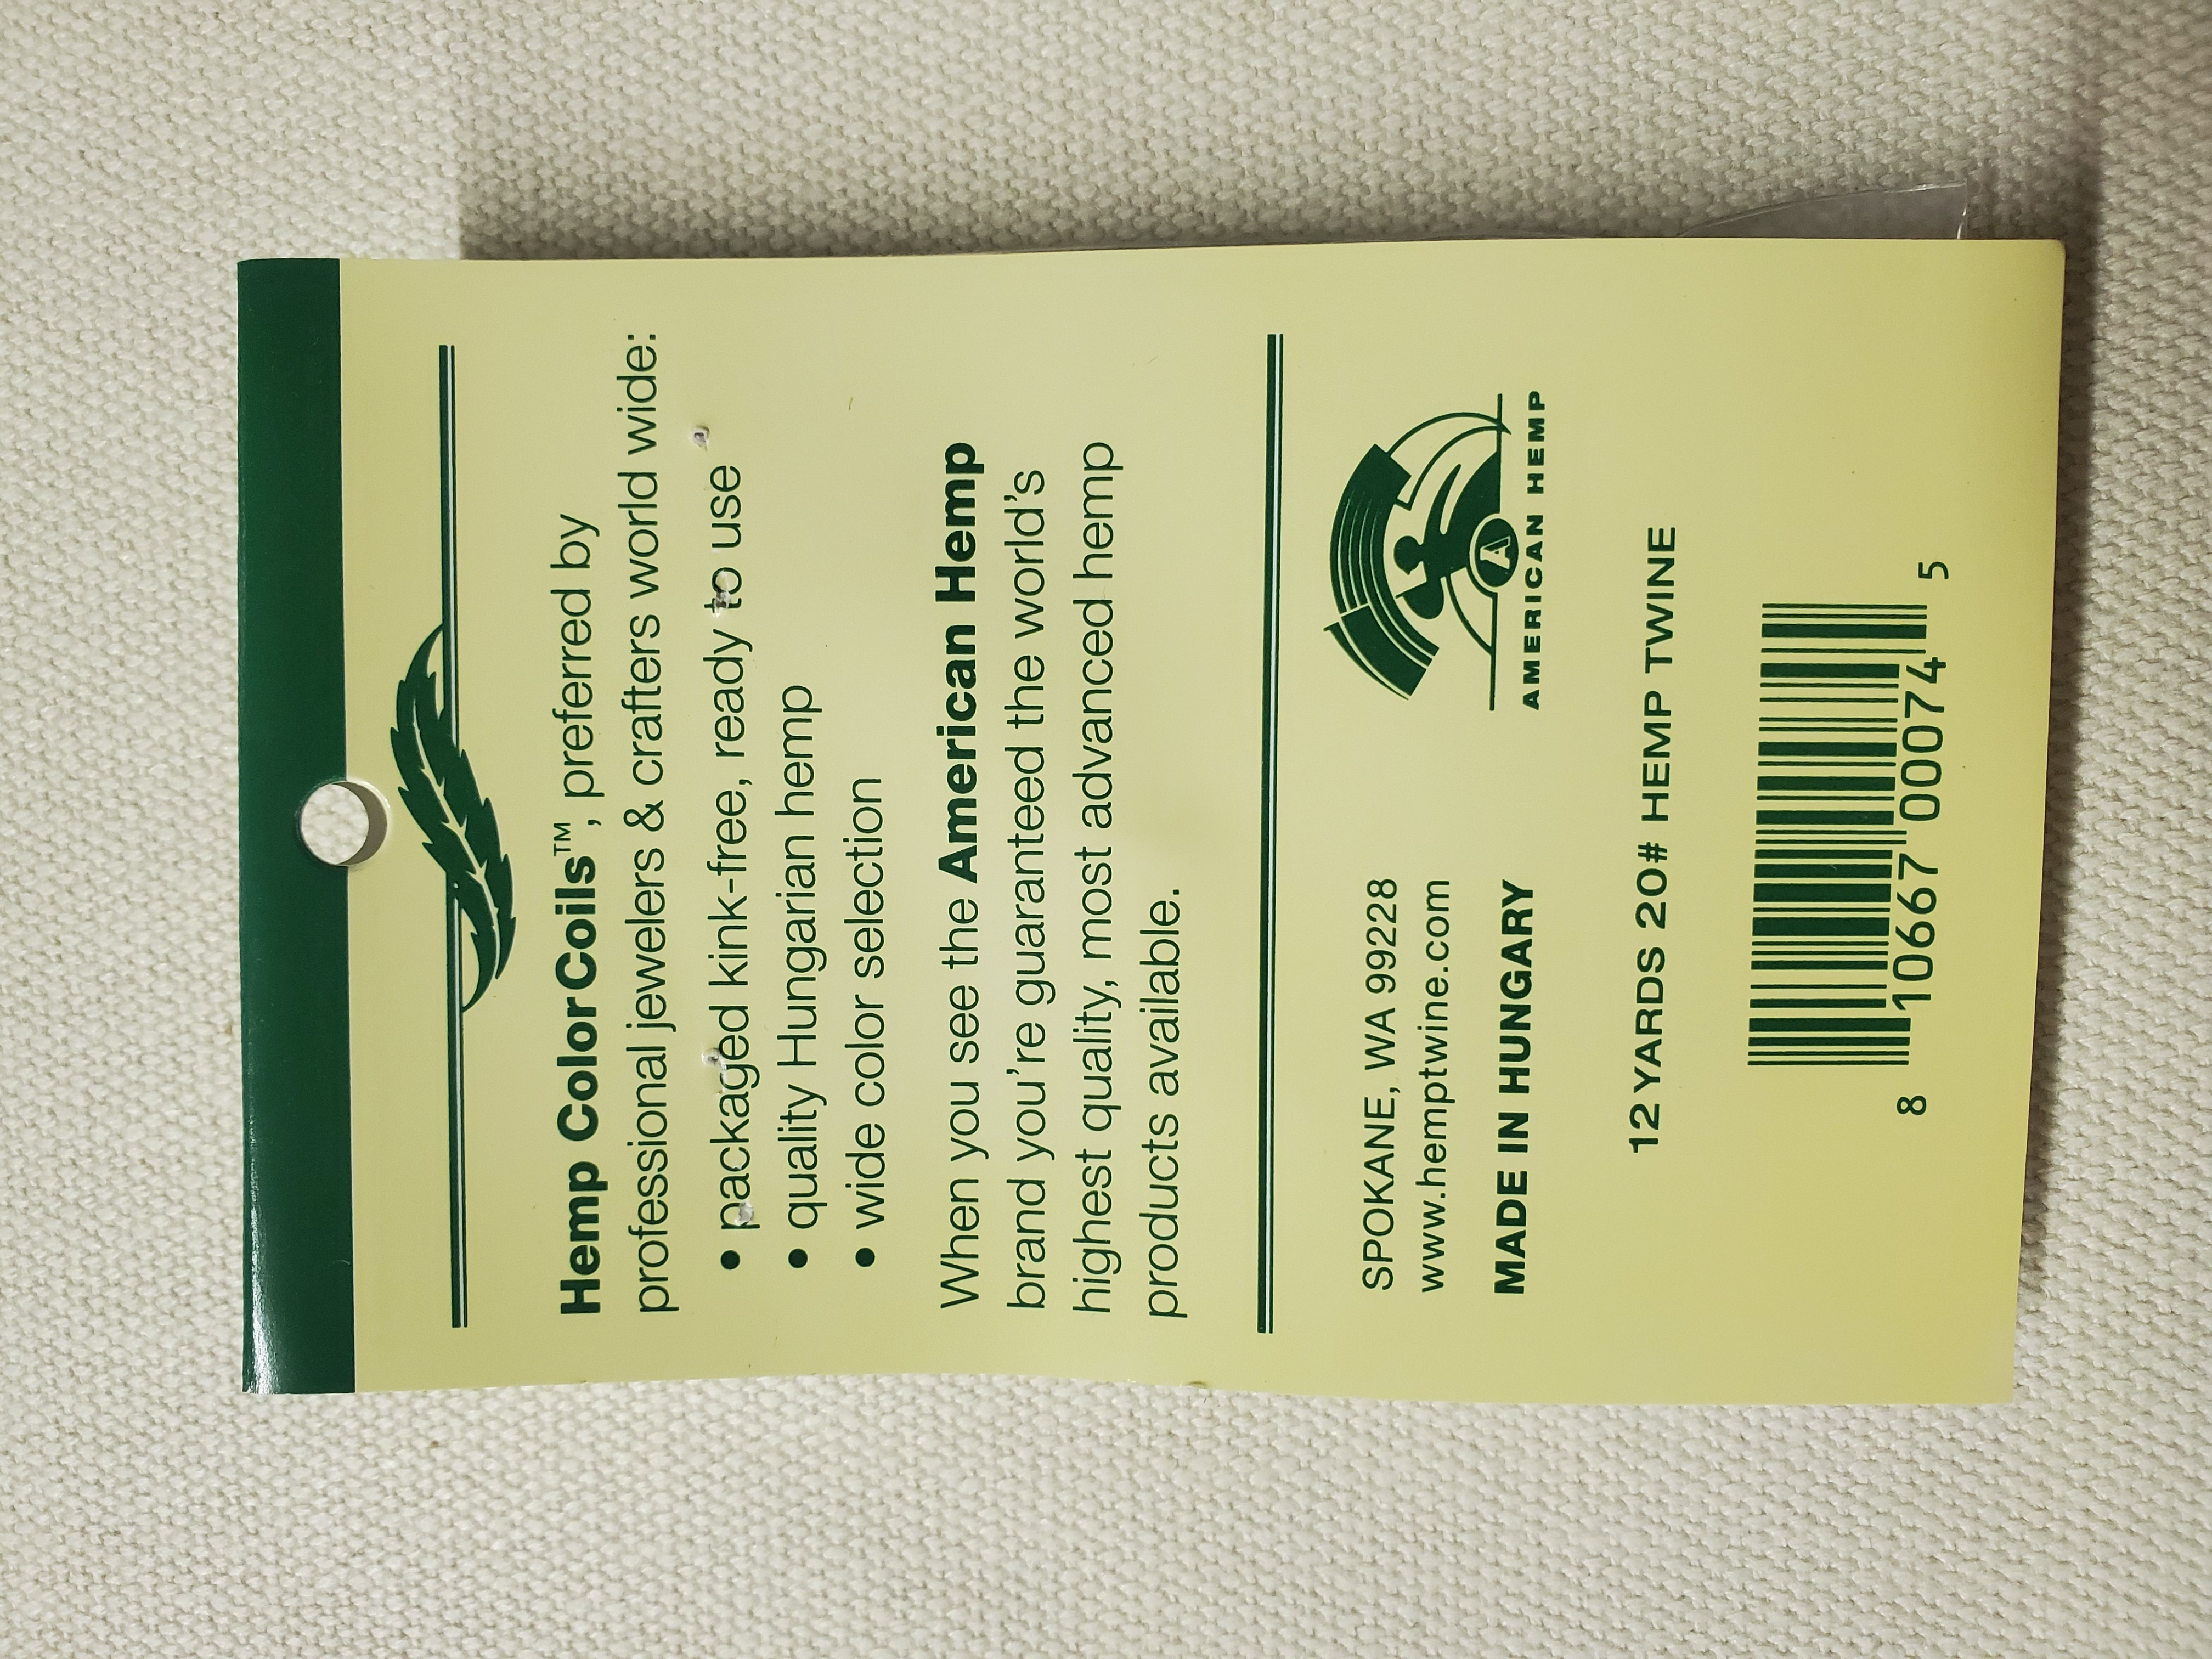 Hemp Color Coils™, preferred by
professional jewelers & crafters world wide:
• packaged kink-free, ready to use
• quality Hungarian hemp
• wide color selection
When you see the American Hemp
brand you're guaranteed the world's
highest quality, most advanced hemp
products available.
SPOKANE, WA 99228
www.hemptwine.com
MADE IN HUNGARY
A
AMERICAN HEMP
12 YARDS 20# HEMP TWINE
8 10667 00074 5